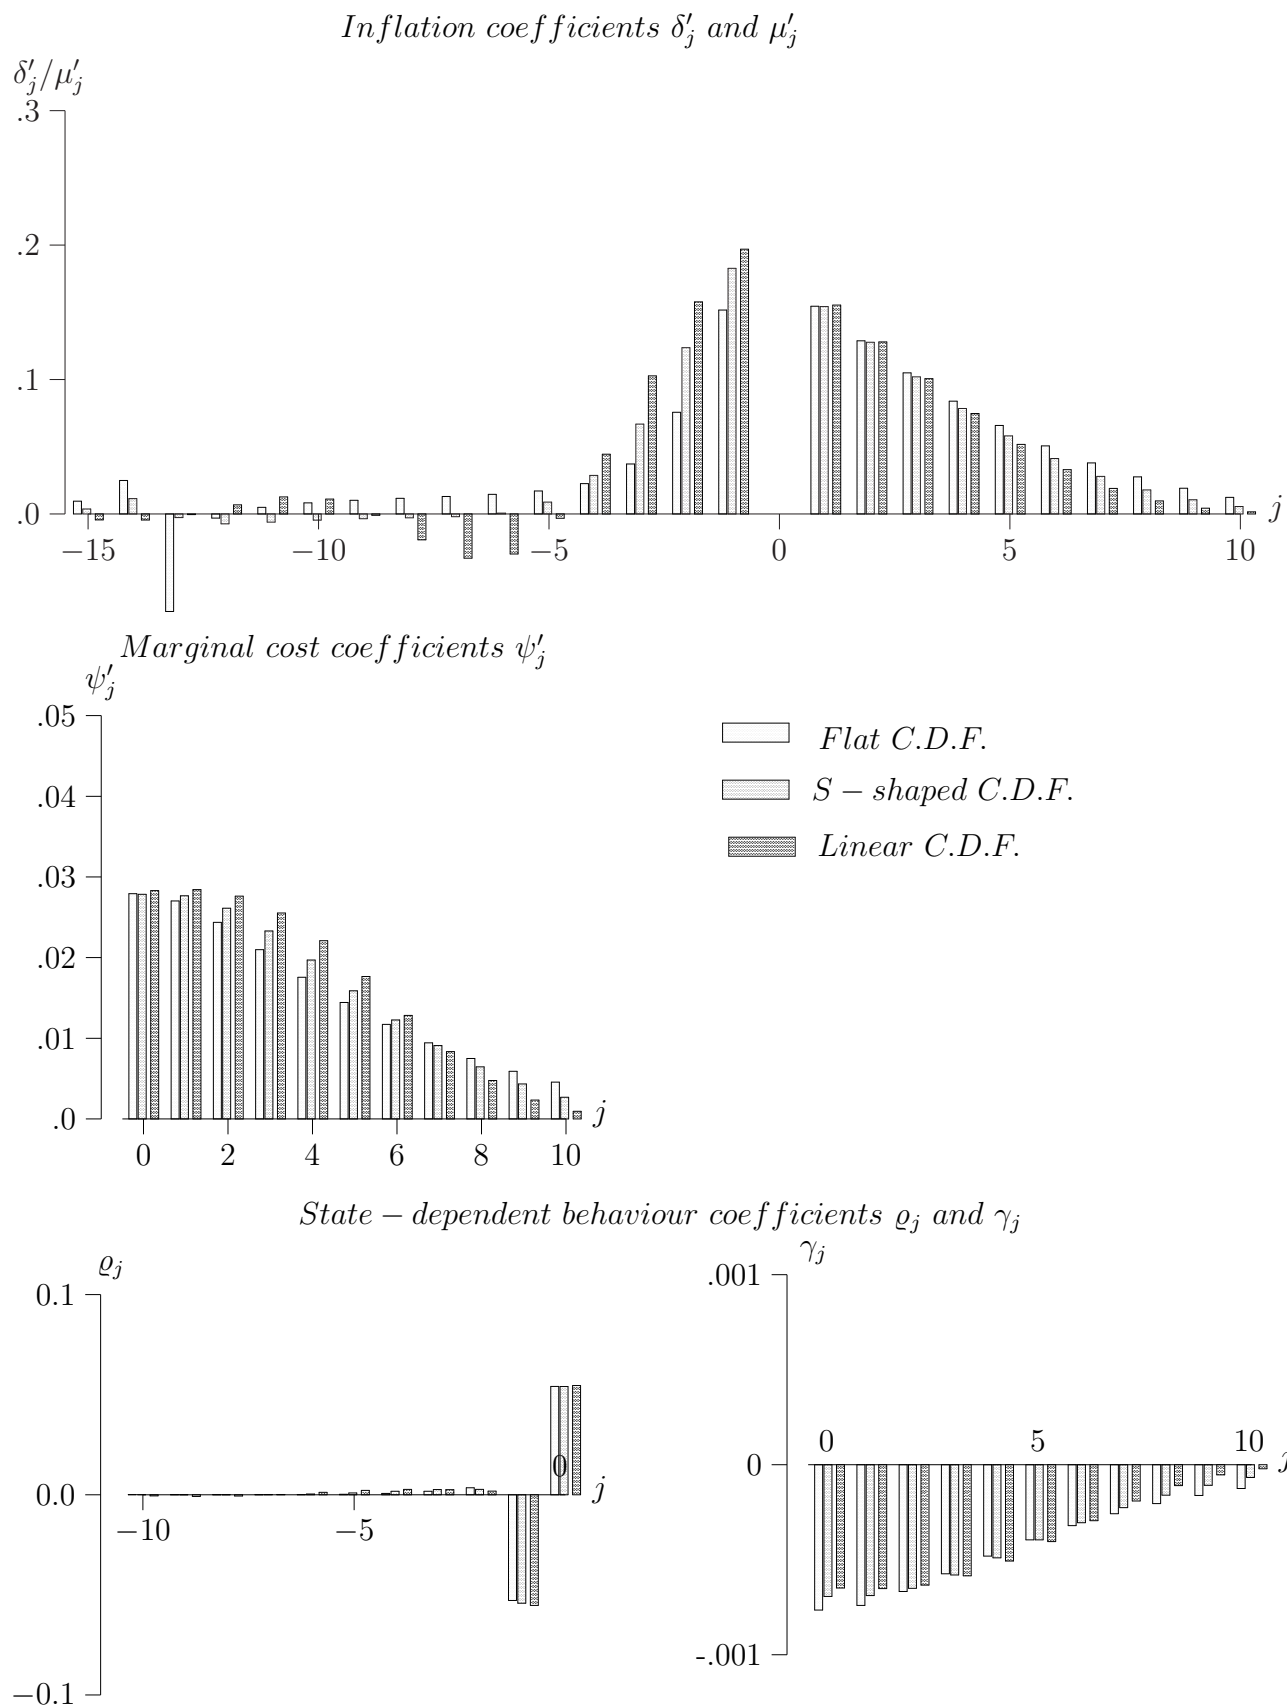 Inflation coefficients δ′j and μ′j
δ′j/μ′j
.3
.2
.1
.0
−15 −10 −5 0 5 10 j
Marginal cost coefficients ψ′j
ψ′j
.05
.04
.03
.02
.01
.0
0 2 4 6 8 10 j
Flat C.D.F.
S − shaped C.D.F.
Linear C.D.F.
State − dependent behaviour coefficients ϱj and γj
ϱj
0.1
0.0
−0.1
−10 −5 0 j
γj
.001
0
-.001
0 5 10 j